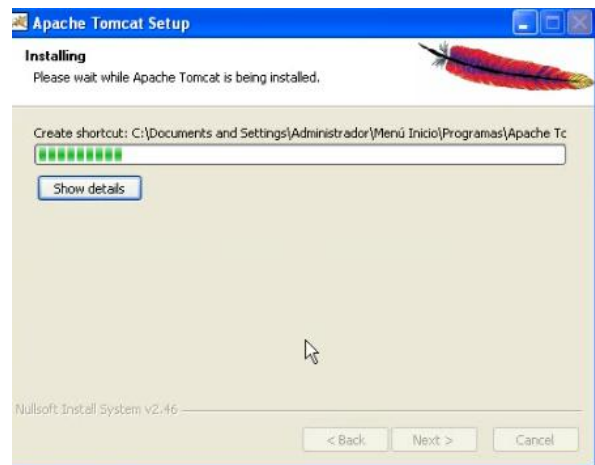 Apache Tomcat Setup
Installing
Please wait while Apache Tomcat is being installed.
Create shortcut: C:\Documents and Settings\Administrador\Menú Inicio\Programas\Apache Tc
Show details
Nullsoft Install System v2.46
< Back Next > Cancel